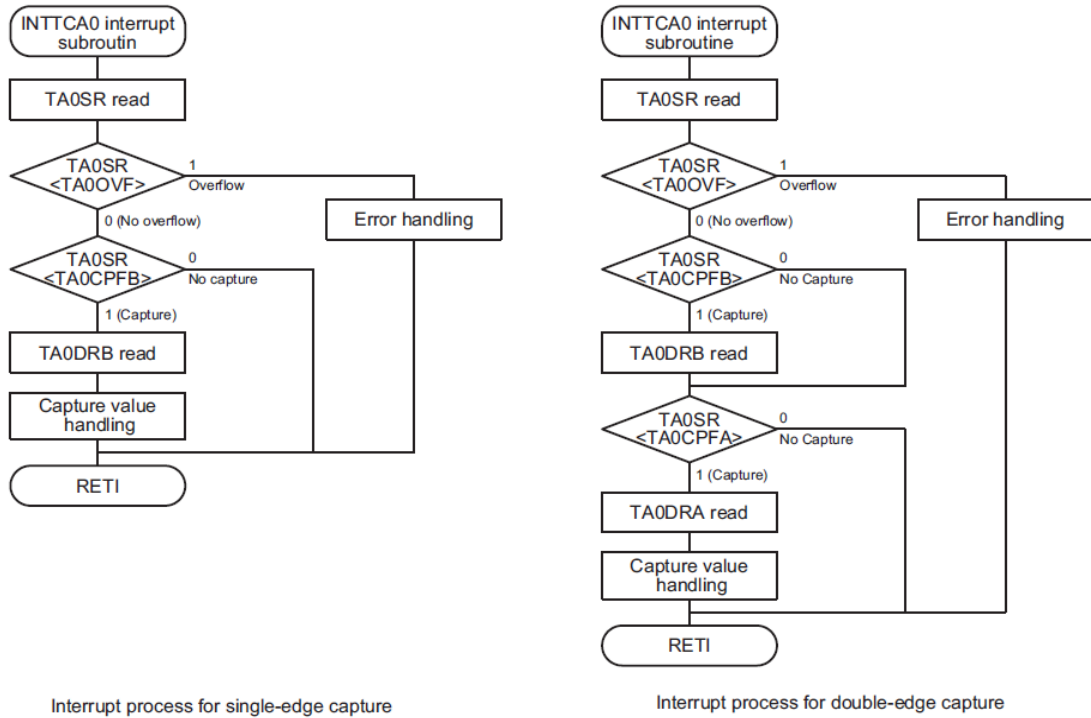 INTTCA0 interrupt
subroutin
TA0SR read
TA0SR
<TA0OVF>
1
Overflow
0 (No overflow)
Error handling
TA0SR
<TA0CPFB>
0
No capture
1 (Capture)
TA0DRB read
Capture value
handling
RETI
Interrupt process for single-edge capture
INTTCA0 interrupt
subroutine
TA0SR read
TA0SR
<TA0OVF>
1
Overflow
0 (No overflow)
Error handling
TA0SR
<TA0CPFB>
0
No Capture
1 (Capture)
TA0DRB read
TA0SR
<TA0CPFA>
0
No Capture
1 (Capture)
TA0DRA read
Capture value
handling
RETI
Interrupt process for double-edge capture